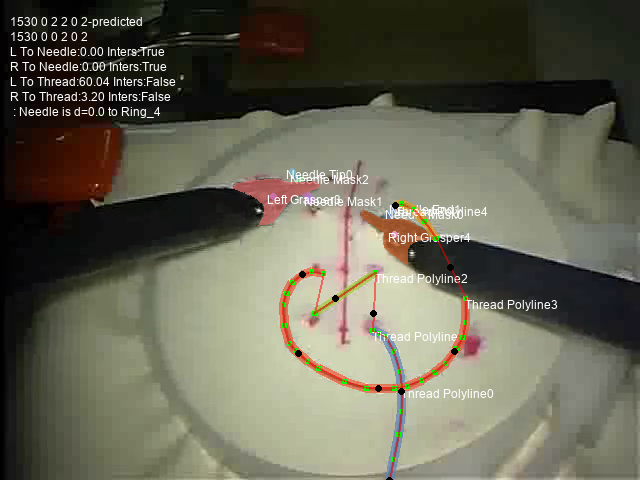 1530 0 2 2 0 2-predicted
1530 0 0 2 0 2
L To Needle:0.00 Inters:True
R To Needle:0.00 Inters:True
L To Thread:60.04 Inters:False
R To Thread:3.20 Inters:False
: Needle is d=0.0 to Ring_4
Needle Tip0
Needle Mask2
Left Grasper3
Needle Mask1
Right Grasper4
Thread Polyline2
Thread Polyline3
Thread Polyline
Thread Polyline0